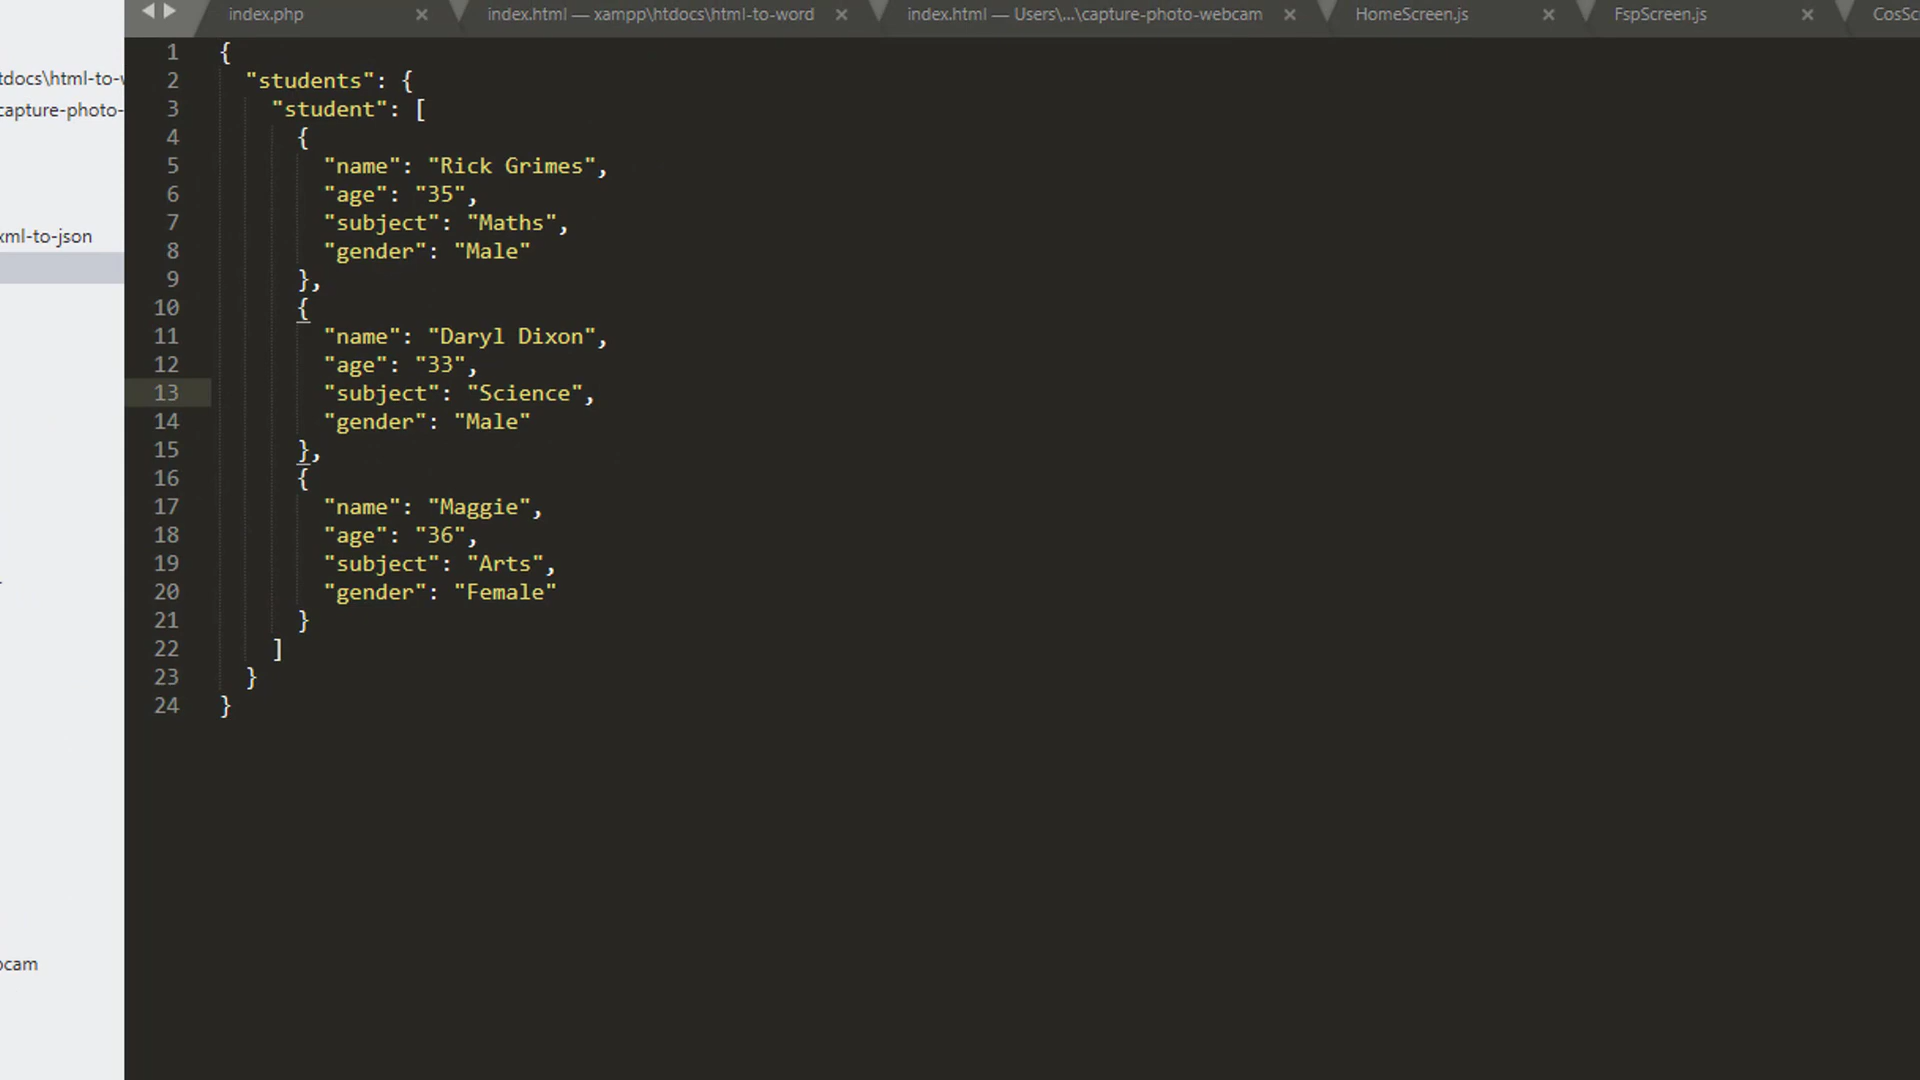 index.php
index.html — xampp\htdocs\html-to-word
index.html — Users\...\capture-photo-webcam
HomeScreen.js
FspScreen.js
CosSc
tdocs\html-to-w
capture-photo-
xml-to-json
bcam
1 {
2 "students": {
3 "student": [
4 {
5 "name": "Rick Grimes",
6 "age": "35",
7 "subject": "Maths",
8 "gender": "Male"
9 },
10 {
11 "name": "Daryl Dixon",
12 "age": "33",
13 "subject": "Science",
14 "gender": "Male"
15 },
16 {
17 "name": "Maggie",
18 "age": "36",
19 "subject": "Arts",
20 "gender": "Female"
21 }
22 ]
23 }
24 }